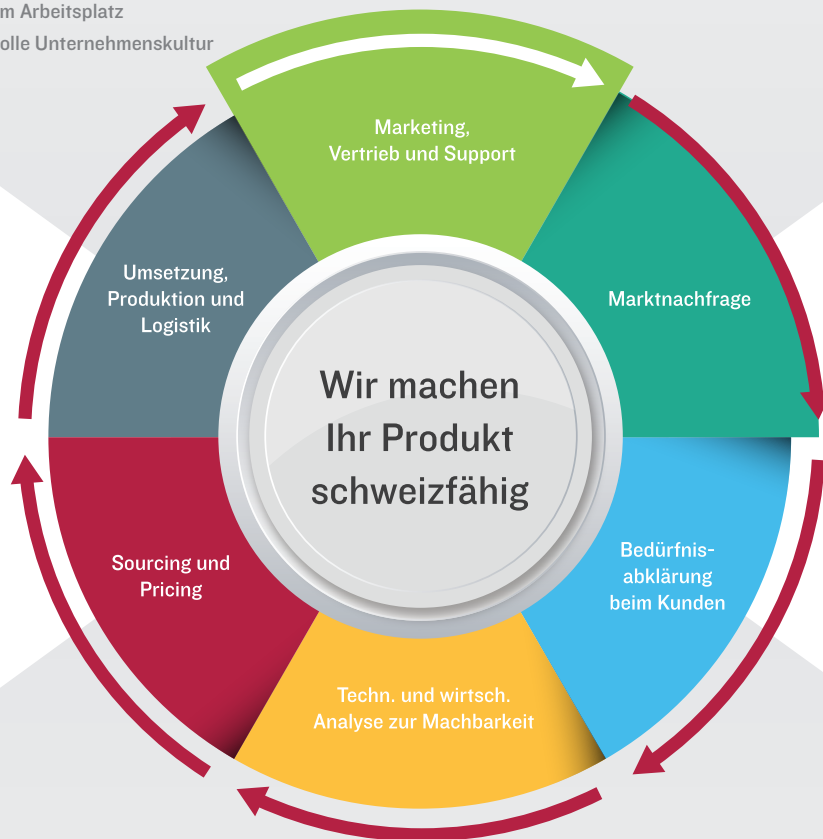 m Arbeitsplatz
olle Unternehmenskultur
Marketing,
Vertrieb und Support
Marktnachfrage
Bedürfnis-
abklärung
beim Kunden
Techn. und wirtsch.
Analyse zur Machbarkeit
Sourcing und
Pricing
Umsetzung,
Produktion und
Logistik
Wir machen
Ihr Produkt
schweizfähig